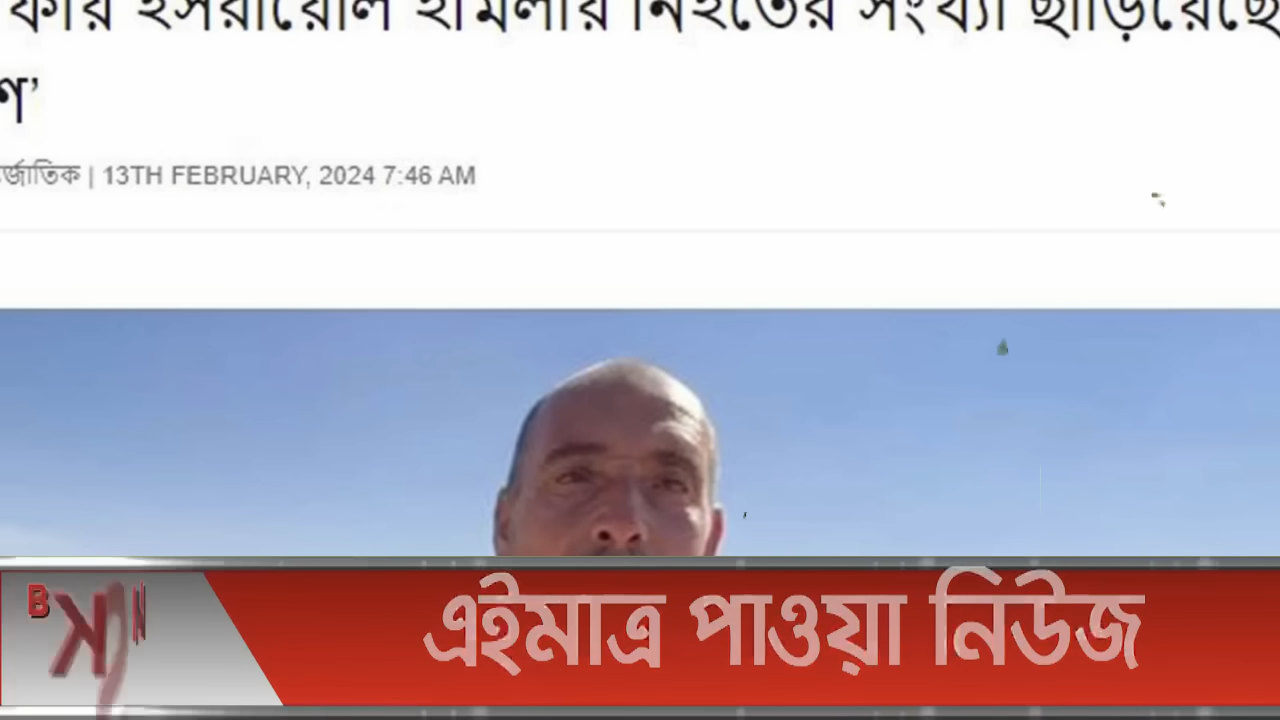 ইসরায়েলি হামলায় নিহতের সংখ্যা ছাড়িয়েছে
র্জাতিক | 13TH FEBRUARY, 2024 7:46 AM
এইমাত্র পাওয়া নিউজ